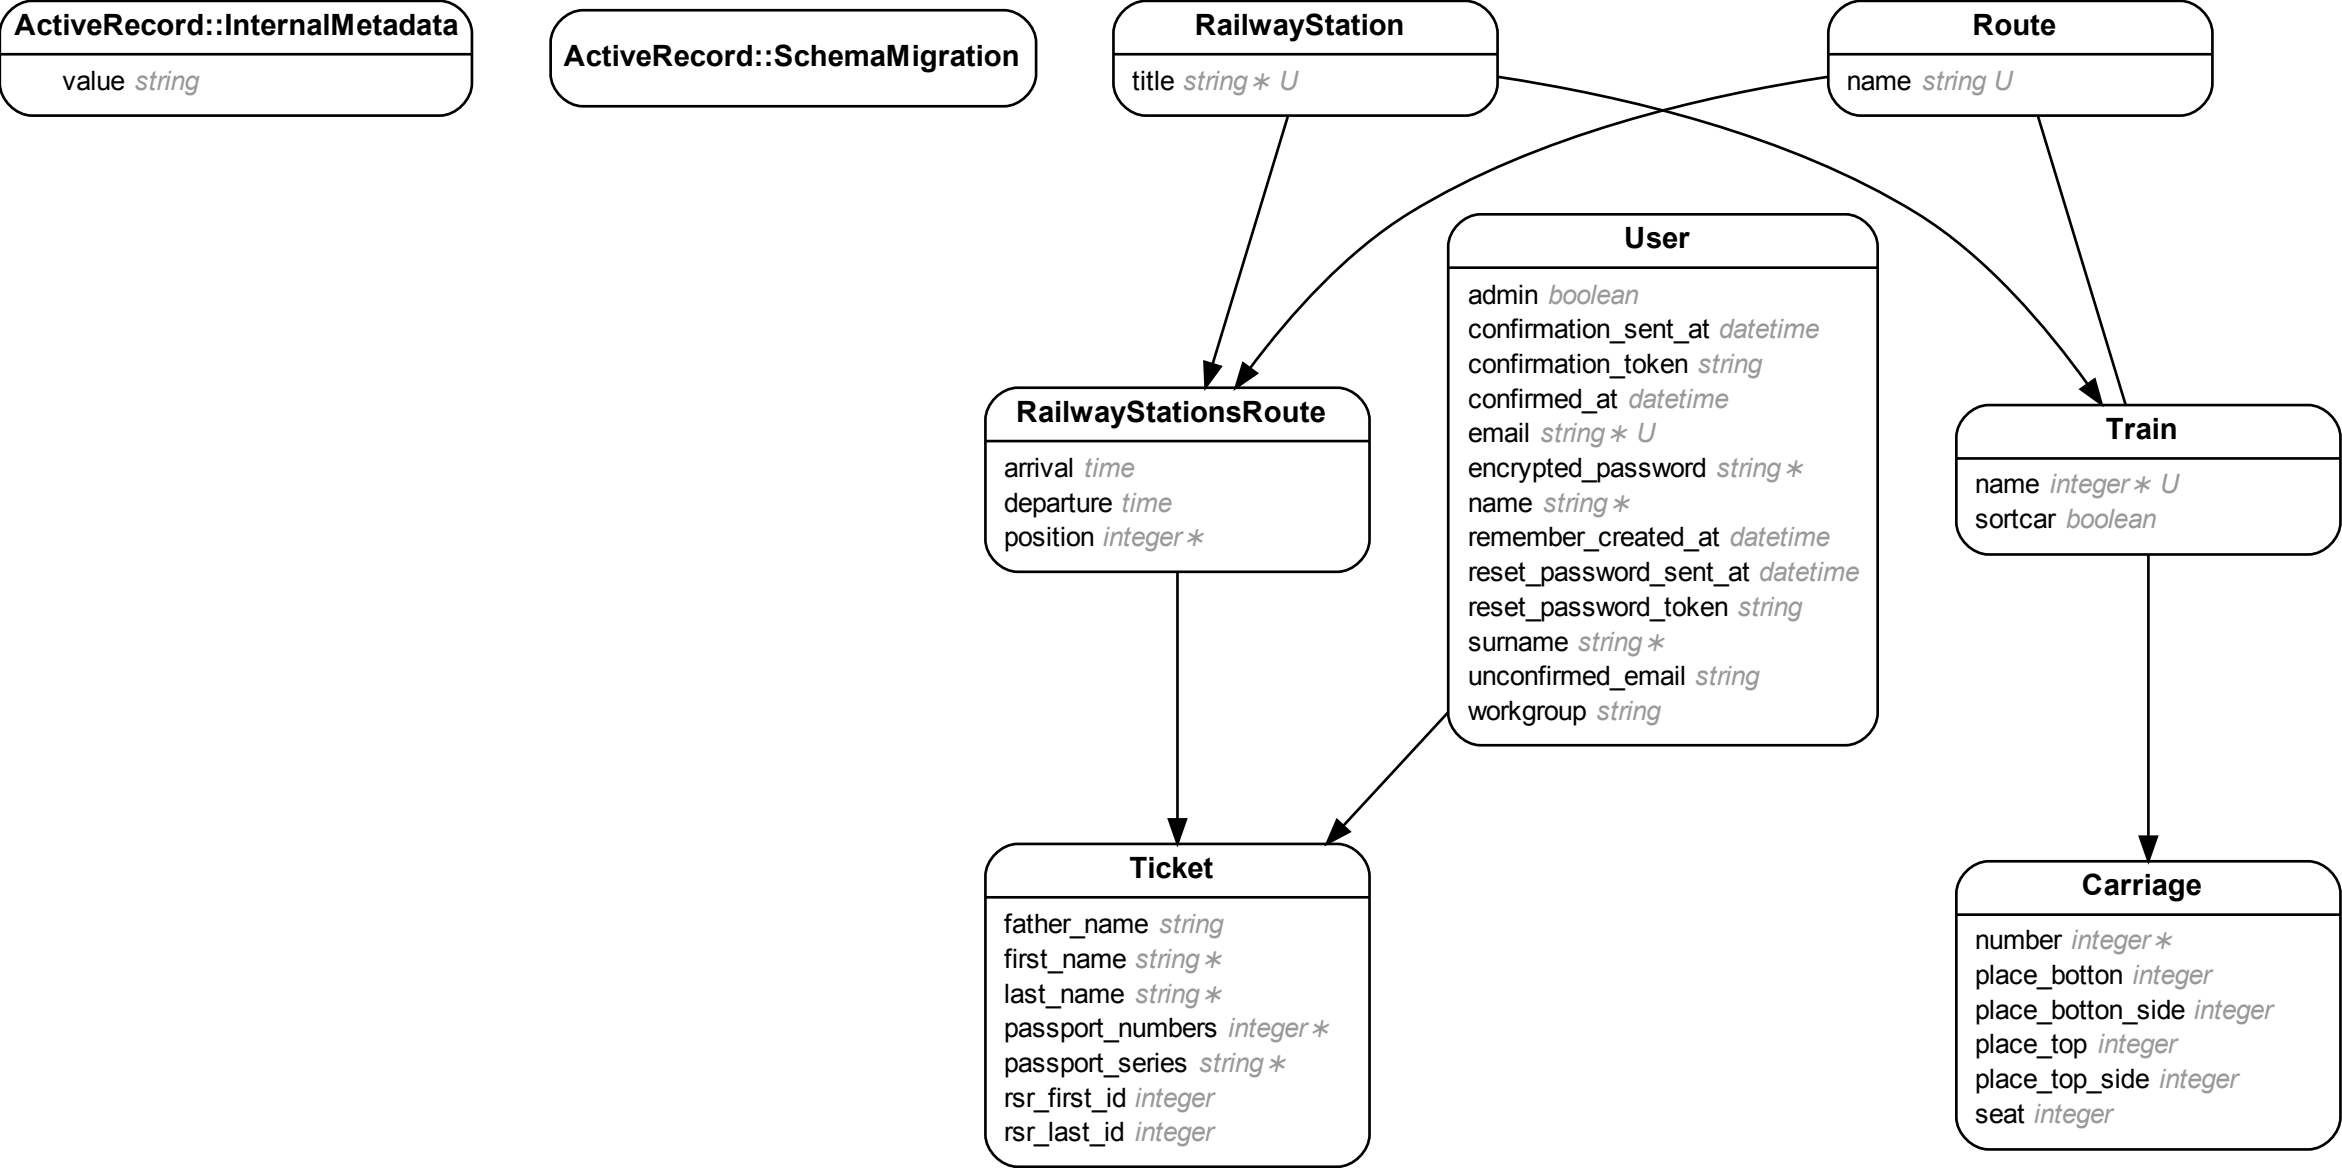 ActiveRecord::InternalMetadata
value string
ActiveRecord::SchemaMigration
RailwayStation
title string∗ U
Route
name string U
User
admin boolean
confirmation_sent_at datetime
confirmation_token string
confirmed_at datetime
email string∗ U
encrypted_password string∗
name string∗
remember_created_at datetime
reset_password_sent_at datetime
reset_password_token string
surname string∗
unconfirmed_email string
workgroup string
RailwayStationsRoute
arrival time
departure time
position integer∗
Train
name integer∗ U
sortcar boolean
Ticket
father_name string
first_name string∗
last_name string∗
passport_numbers integer∗
passport_series string∗
rsr_first_id integer
rsr_last_id integer
Carriage
number integer∗
place_botton integer
place_botton_side integer
place_top integer
place_top_side integer
seat integer